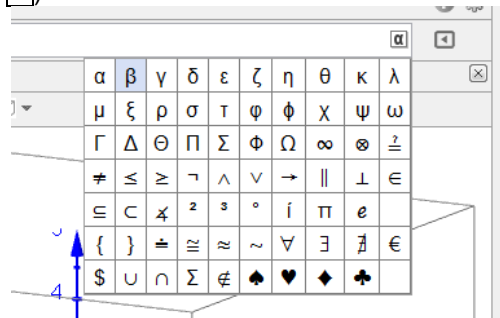 α
α β γ δ ε ζ η θ κ λ
μ ξ ρ σ τ φ ϕ χ ψ ω
Γ Δ Θ Π Σ Φ Ω ∞ ⊗ ≟
≠ ≤ ≥ ¬ ∧ ∨ → ∥ ⊥ ∈
⊆ ⊂ ∡ ² ³ ° í π ℯ
{ } ≐ ≅ ≈ ~ ∀ ∃ ∄ €
$ ∪ ∩ Σ ∉ ♠ ♥ ♦ ♣
4